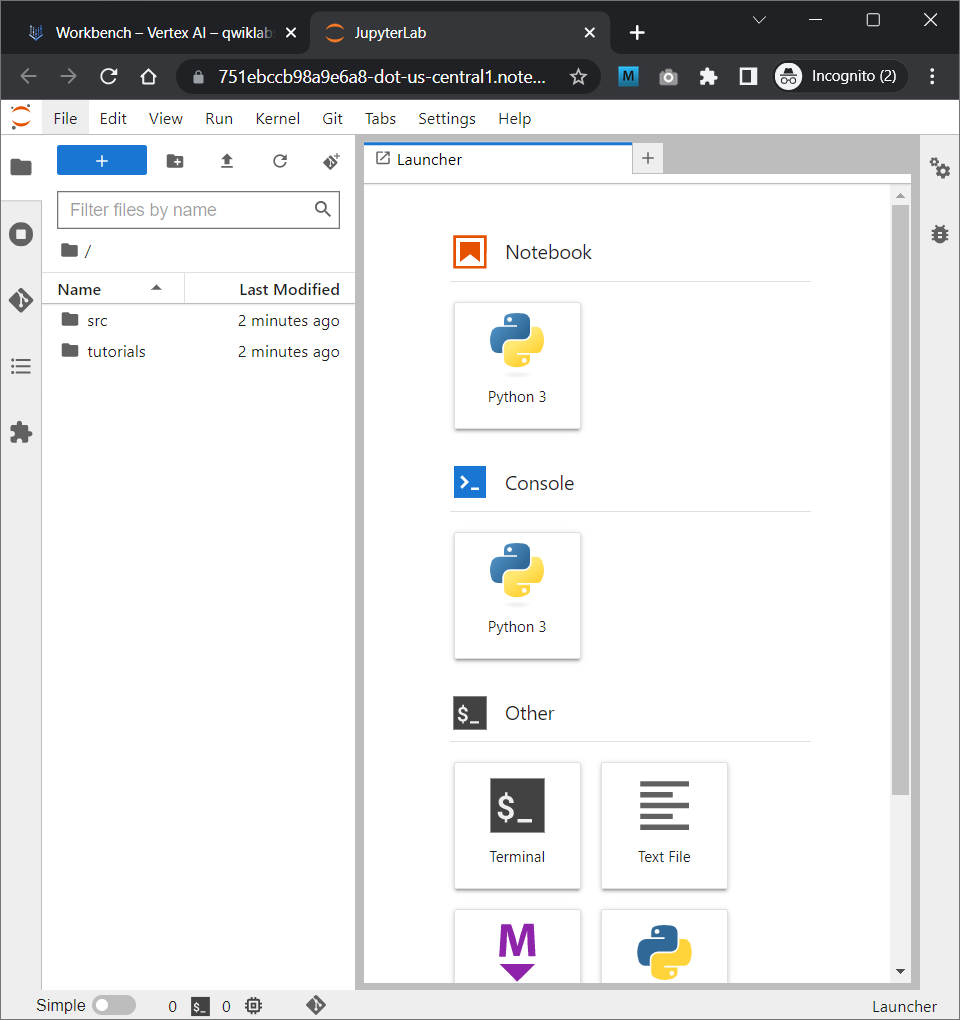 Workbench – Vertex AI – qwiklabs
JupyterLab
751ebccb98a9e6a8-dot-us-central1.note...
M
Incognito (2)
File Edit View Run Kernel Git Tabs Settings Help
+
Launcher
Filter files by name
/
Name Last Modified
src 2 minutes ago
tutorials 2 minutes ago
Notebook
Python 3
>_ Console
Python 3
$_ Other
$_
Terminal Text File
M
Simple 0 $_ 0 Launcher